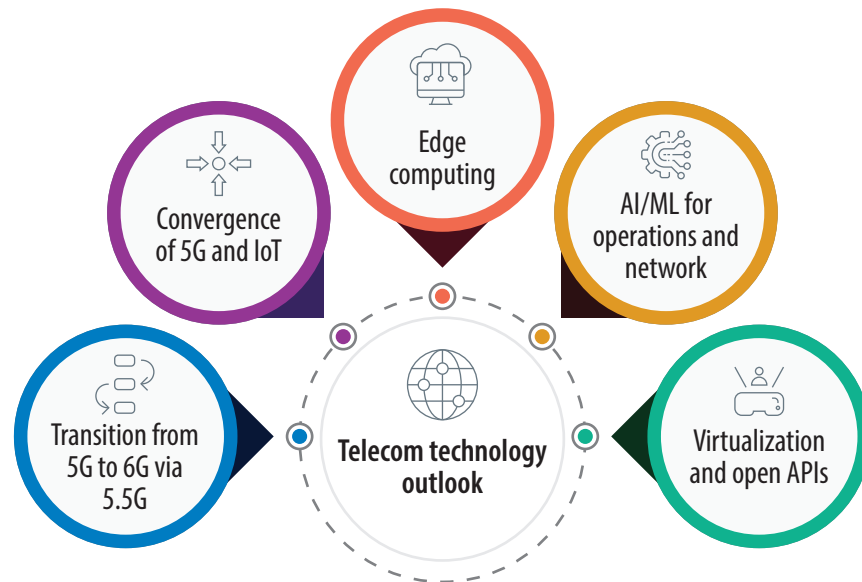 Edge
computing
Convergence
of 5G and IoT
AI/ML for
operations and
network
Transition from
5G to 6G via
5.5G
Telecom technology
outlook
Virtualization
and open APIs